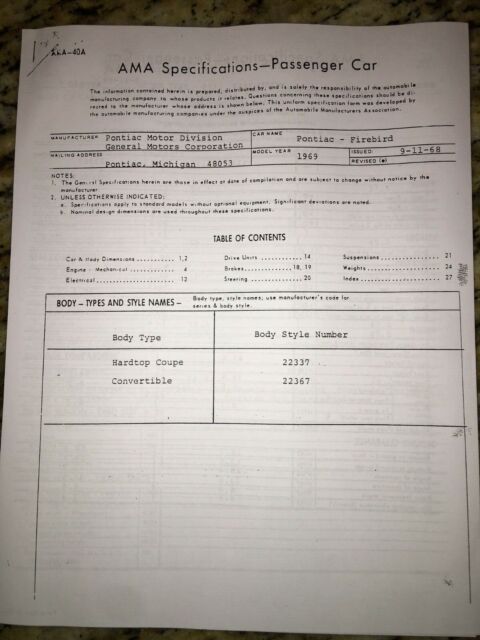 AMA-40A
AMA Specifications—Passenger Car
The information contained herein is prepared, distributed by, and is solely the responsibility of the automobile
manufacturing company to whose products it relates. Questions concerning these specifications should be di-
rected to the manufacturer whose address is shown below. This uniform specification form was developed by
the automobile manufacturing companies under the auspices of the Automobile Manufacturers Association.
MANUFACTURER Pontiac Motor Division
General Motors Corporation
CAR NAME Pontiac - Firebird
MAILING ADDRESS
Pontiac, Michigan 48053
MODEL YEAR 1969
ISSUED: 9-11-68
REVISED (●)
NOTES:
1. The General Specifications herein are those in effect at date of compilation and are subject to change without notice by the
manufacturer.
2. UNLESS OTHERWISE INDICATED:
a. Specifications apply to standard models without optional equipment. Significant deviations are noted.
b. Nominal design dimensions are used throughout these specifications.
TABLE OF CONTENTS
Car & Body Dimensions ............ 1,2
Engine - Mechanical ............ 4
Electrical ............ 12
Drive Units ............ 14
Brakes ............ 18, 19
Steering ............ 20
Suspensions ............ 21
Weights ............ 24
Index ............ 27
BODY – TYPES AND STYLE NAMES – Body type, style names; use manufacturer's code for
series & body style.
Body Type Body Style Number
Hardtop Coupe 22337
Convertible 22367